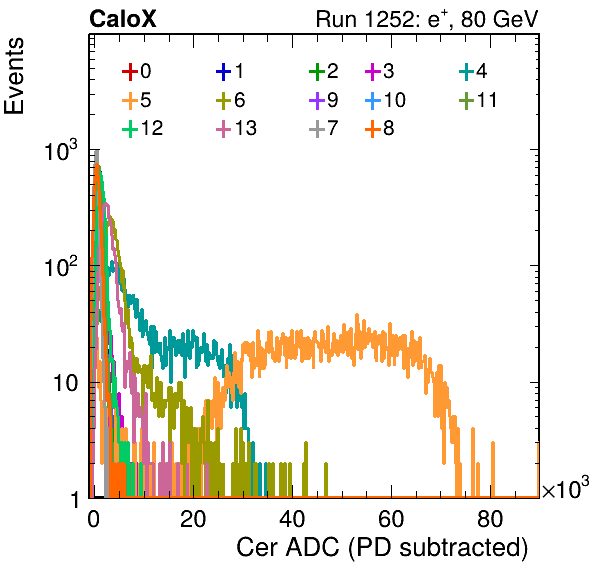 CaloX Run 1252: e⁺, 80 GeV
Events
0 1 2 3 4
5 6 9 10 11
12 13 7 8
10³
10²
10
1
0 20 40 60 80 ×10³
Cer ADC (PD subtracted)